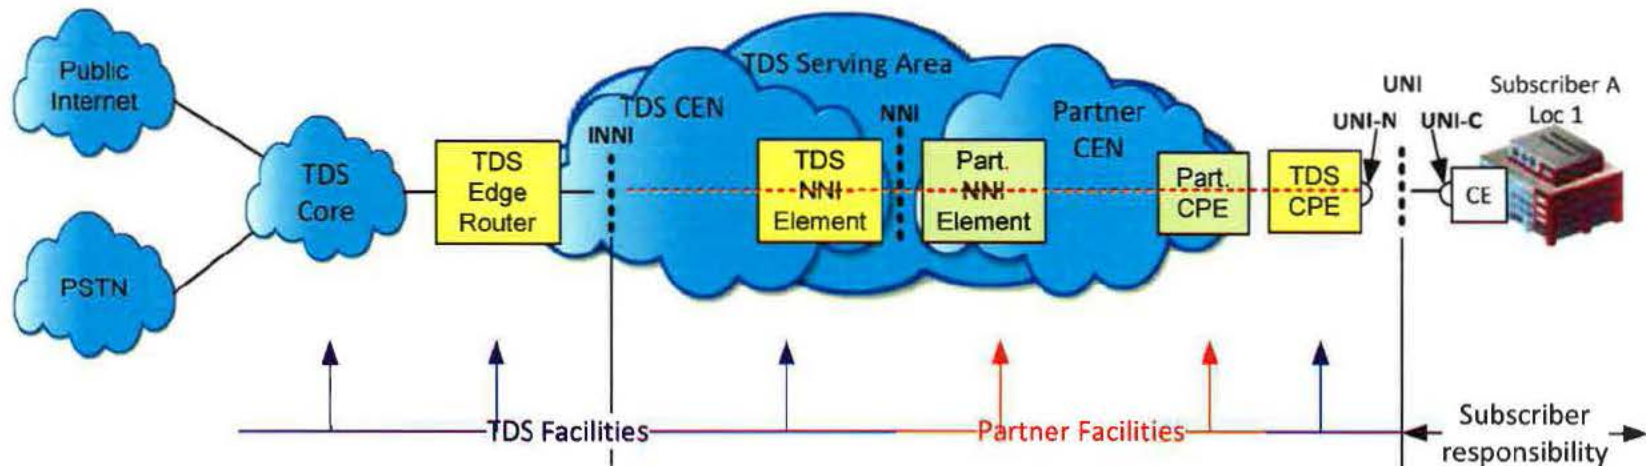 Public
Internet
PSTN
TDS
Core
TDS
Edge
Router
INNI
TDS Serving Area
TDS CEN
TDS
NNI
Element
NNI
Part.
NNI
Element
Partner
CEN
Part.
CPE
TDS
CPE
UNI
UNI-N
UNI-C
Subscriber A
Loc 1
CE
TDS Facilities
Partner Facilities
Subscriber
responsibility